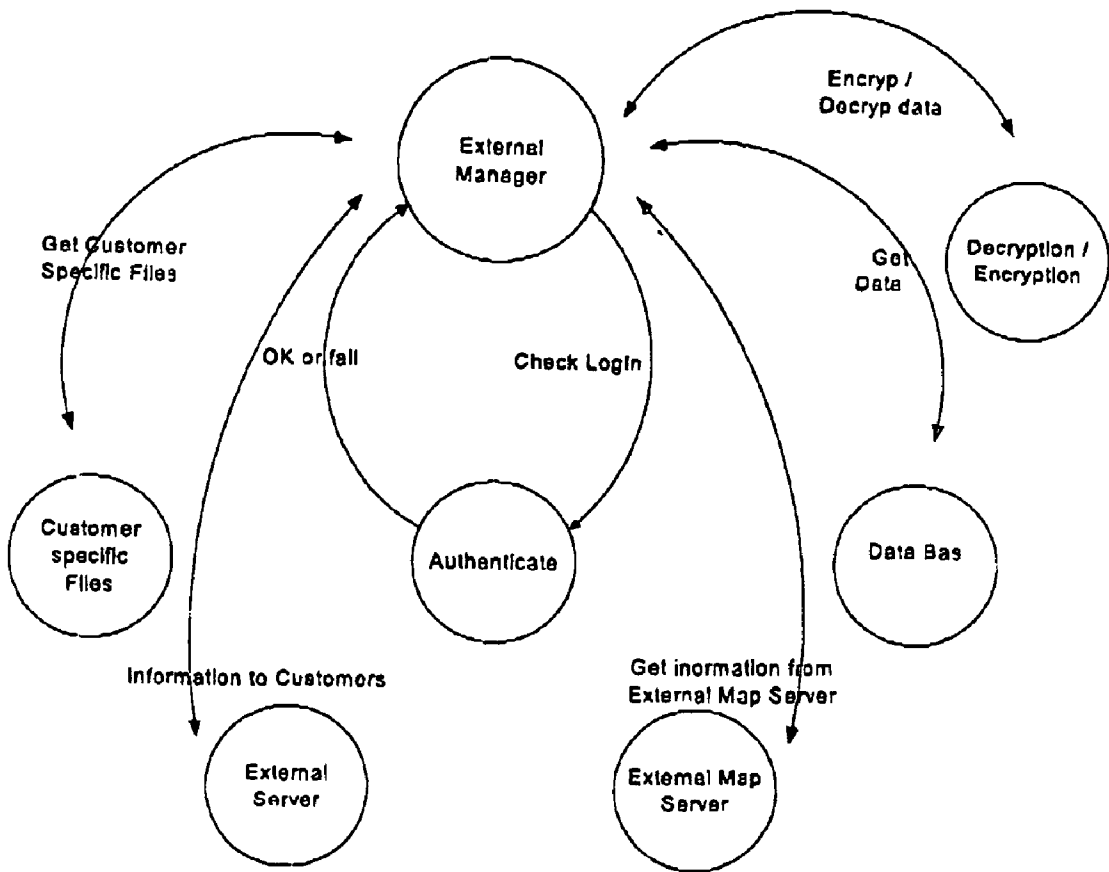 Encryp /
Decryp data
External
Manager
Get Customer
Specific Files
Get
Data
Decryption /
Encryption
OK or fail
Check Login
Customer
specific
Files
Authenticate
Data Bas
Information to Customers
Get inormation from
External Map Server
External
Server
External Map
Server